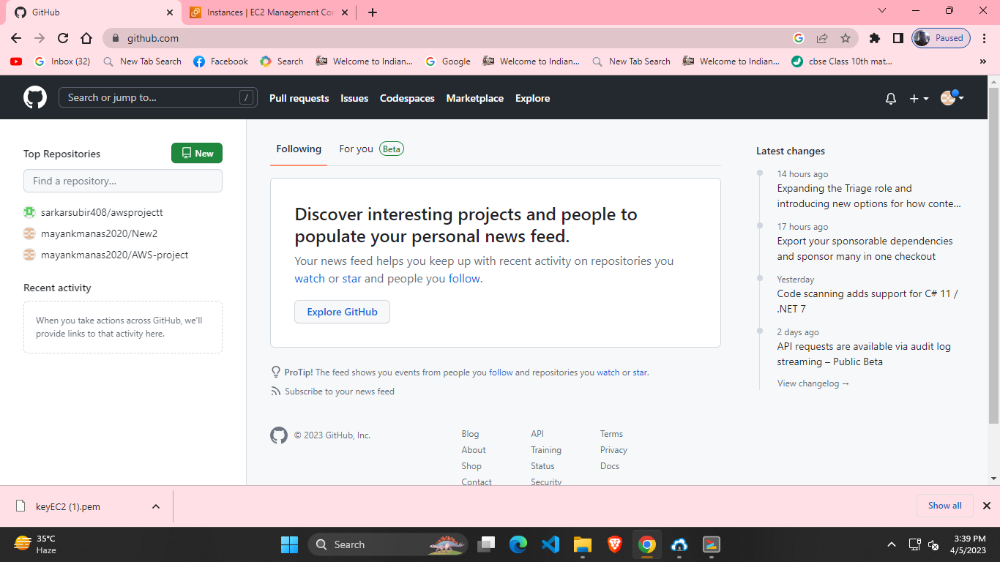 GitHub
Instances | EC2 Management Cor
github.com
Paused
Inbox (32)
New Tab Search
Facebook
Search
Welcome to Indian...
Google
Welcome to Indian...
New Tab Search
Welcome to Indian...
cbse Class 10th mat...
»
Search or jump to...
/
Pull requests
Issues
Codespaces
Marketplace
Explore
Top Repositories
New
Find a repository...
sarkarsubir408/awsprojectt
mayankmanas2020/New2
mayankmanas2020/AWS-project
Recent activity
When you take actions across GitHub, we'll
provide links to that activity here.
Following
For you
Beta
Discover interesting projects and people to
populate your personal news feed.
Your news feed helps you keep up with recent activity on repositories you
watch or star and people you follow.
Explore GitHub
ProTip! The feed shows you events from people you follow and repositories you watch or star.
Subscribe to your news feed
© 2023 GitHub, Inc.
Blog
About
Shop
Contact
API
Training
Status
Security
Terms
Privacy
Docs
Latest changes
14 hours ago
Expanding the Triage role and
introducing new options for how conte...
17 hours ago
Export your sponsorable dependencies
and sponsor many in one checkout
Yesterday
Code scanning adds support for C# 11 /
.NET 7
2 days ago
API requests are available via audit log
streaming – Public Beta
View changelog →
keyEC2 (1).pem
Show all
35°C
Haze
Search
3:39 PM
4/5/2023